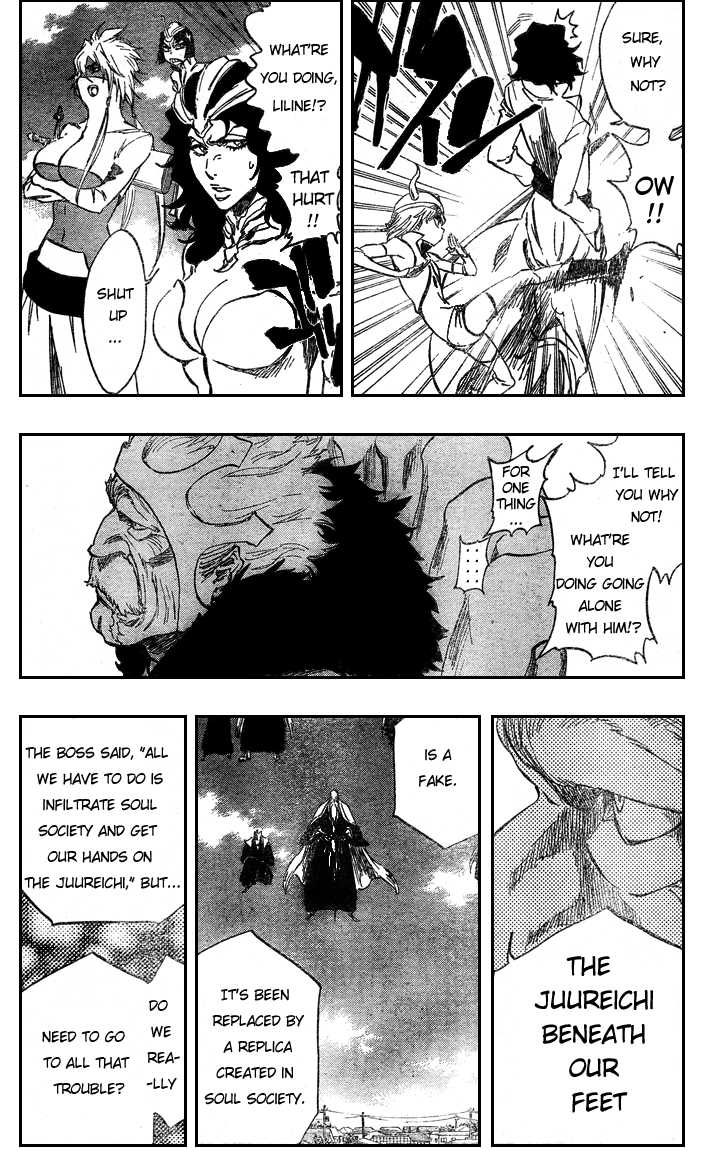 SURE,
WHY
NOT?
OW
!!
WHAT'RE
YOU DOING,
LILINE!?
THAT
HURT
!!
SHUT
UP
...
I'LL TELL
YOU WHY
NOT!
WHAT'RE
YOU
DOING GOING
ALONE
WITH HIM!?
FOR
ONE
THING
...
......
THE
JUUREICHI
BENEATH
OUR
FEET
IS A
FAKE.
IT'S BEEN
REPLACED BY
A REPLICA
CREATED IN
SOUL SOCIETY.
THE BOSS SAID, "ALL
WE HAVE TO DO IS
INFILTRATE SOUL
SOCIETY AND GET
OUR HANDS ON
THE JUUREICHI," BUT...
DO
WE
REA-
-LLY
NEED TO GO
TO ALL THAT
TROUBLE?